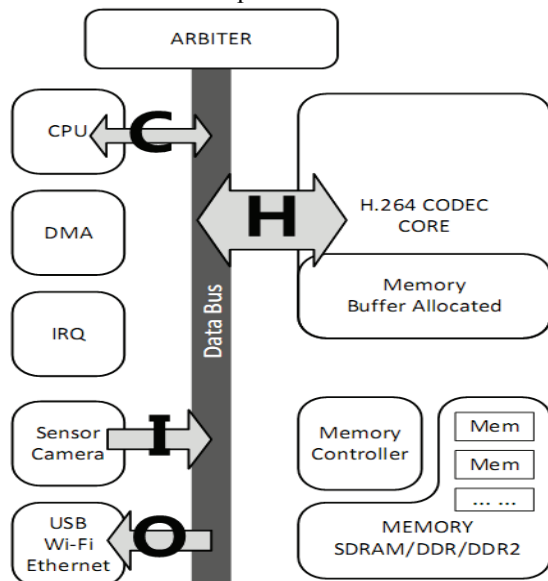 ARBITER
CPU
C
DMA
H
H.264 CODEC
CORE
Memory
Buffer Allocated
IRQ
Data Bus
Sensor
Camera
I
Memory
Controller
Mem
Mem
... ...
USB
Wi-Fi
Ethernet
O
MEMORY
SDRAM/DDR/DDR2